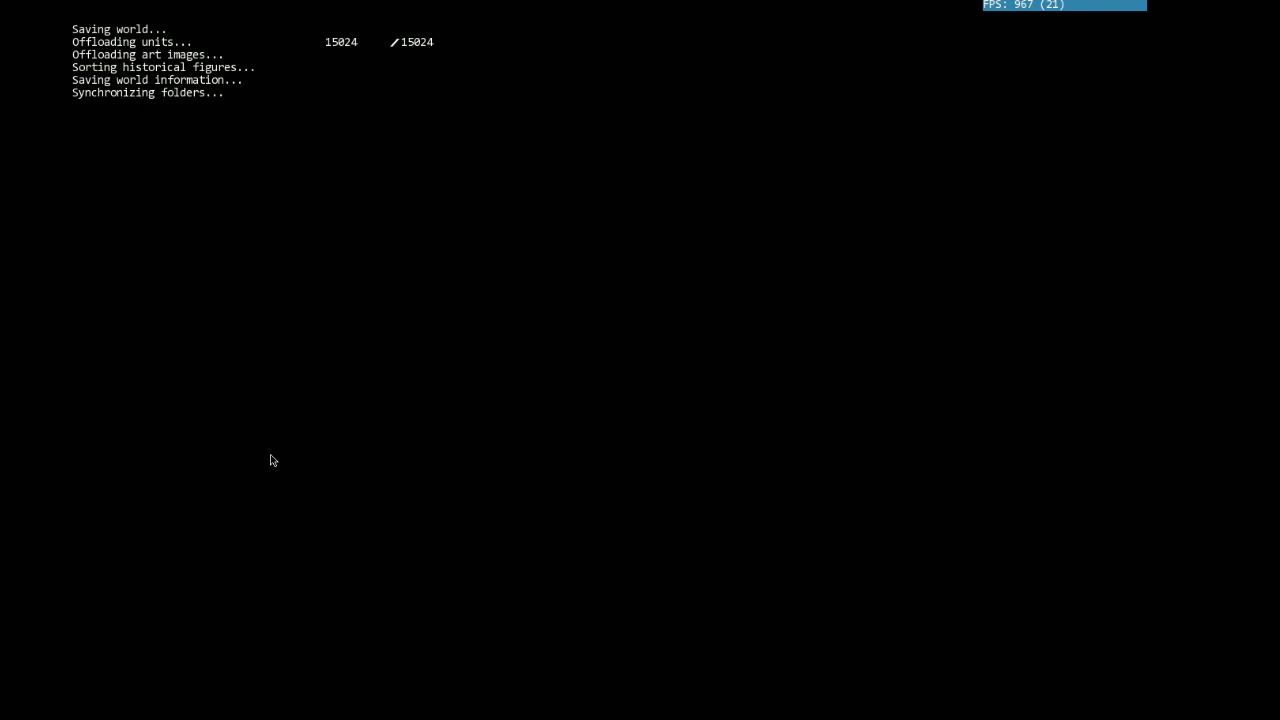 FPS: 967 (21)
Saving world...
Offloading units... 15024 /15024
Offloading art images...
Sorting historical figures...
Saving world information...
Synchronizing folders...